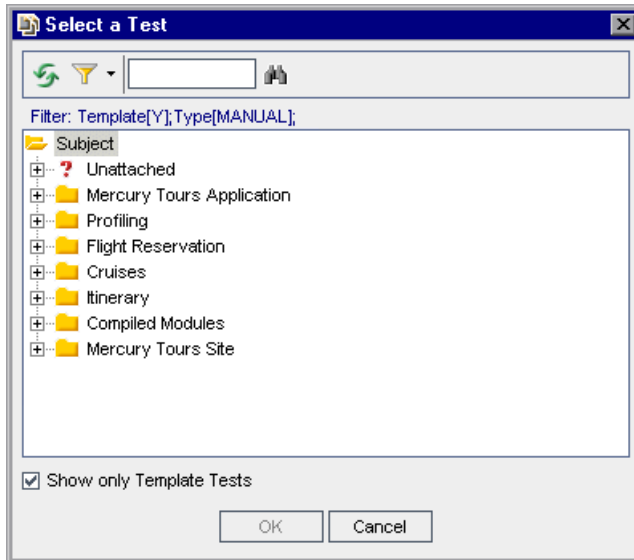 Select a Test
Filter: Template[Y];Type[MANUAL];
Subject
? Unattached
Mercury Tours Application
Profiling
Flight Reservation
Cruises
Itinerary
Compiled Modules
Mercury Tours Site
Show only Template Tests
OK Cancel